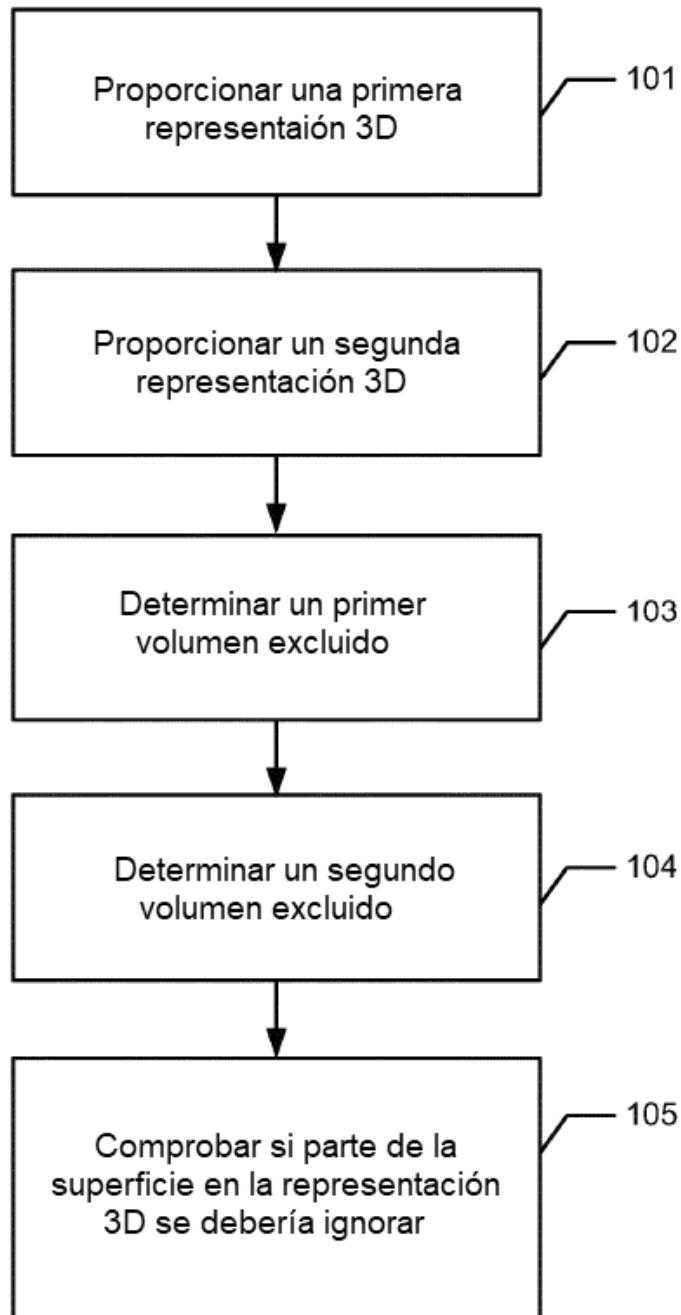 Proporcionar una primera
representaión 3D
101
Proporcionar un segunda
representación 3D
102
Determinar un primer
volumen excluido
103
Determinar un segundo
volumen excluido
104
Comprobar si parte de la
superficie en la representación
3D se debería ignorar
105